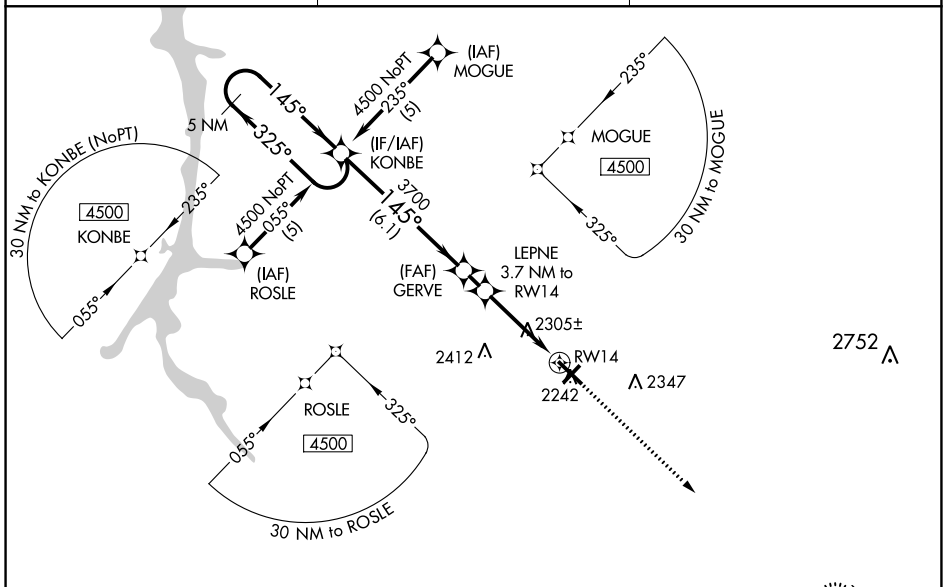 (IAF)
MOGUE
4500 NoPT
235°
(5)
145°
5 NM
325°
(IF/IAF)
KONBE
3700
145°
(6.1)
4500 NoPT
055°
(5)
(IAF)
ROSLE
30 NM to KONBE (NoPT)
4500
KONBE
235°
055°
235°
MOGUE
4500
325°
30 NM to MOGUE
(FAF)
GERVE
LEPNE
3.7 NM to
RW14
2305±
2412
RW14
2242
2347
2752
ROSLE
4500
055°
325°
30 NM to ROSLE